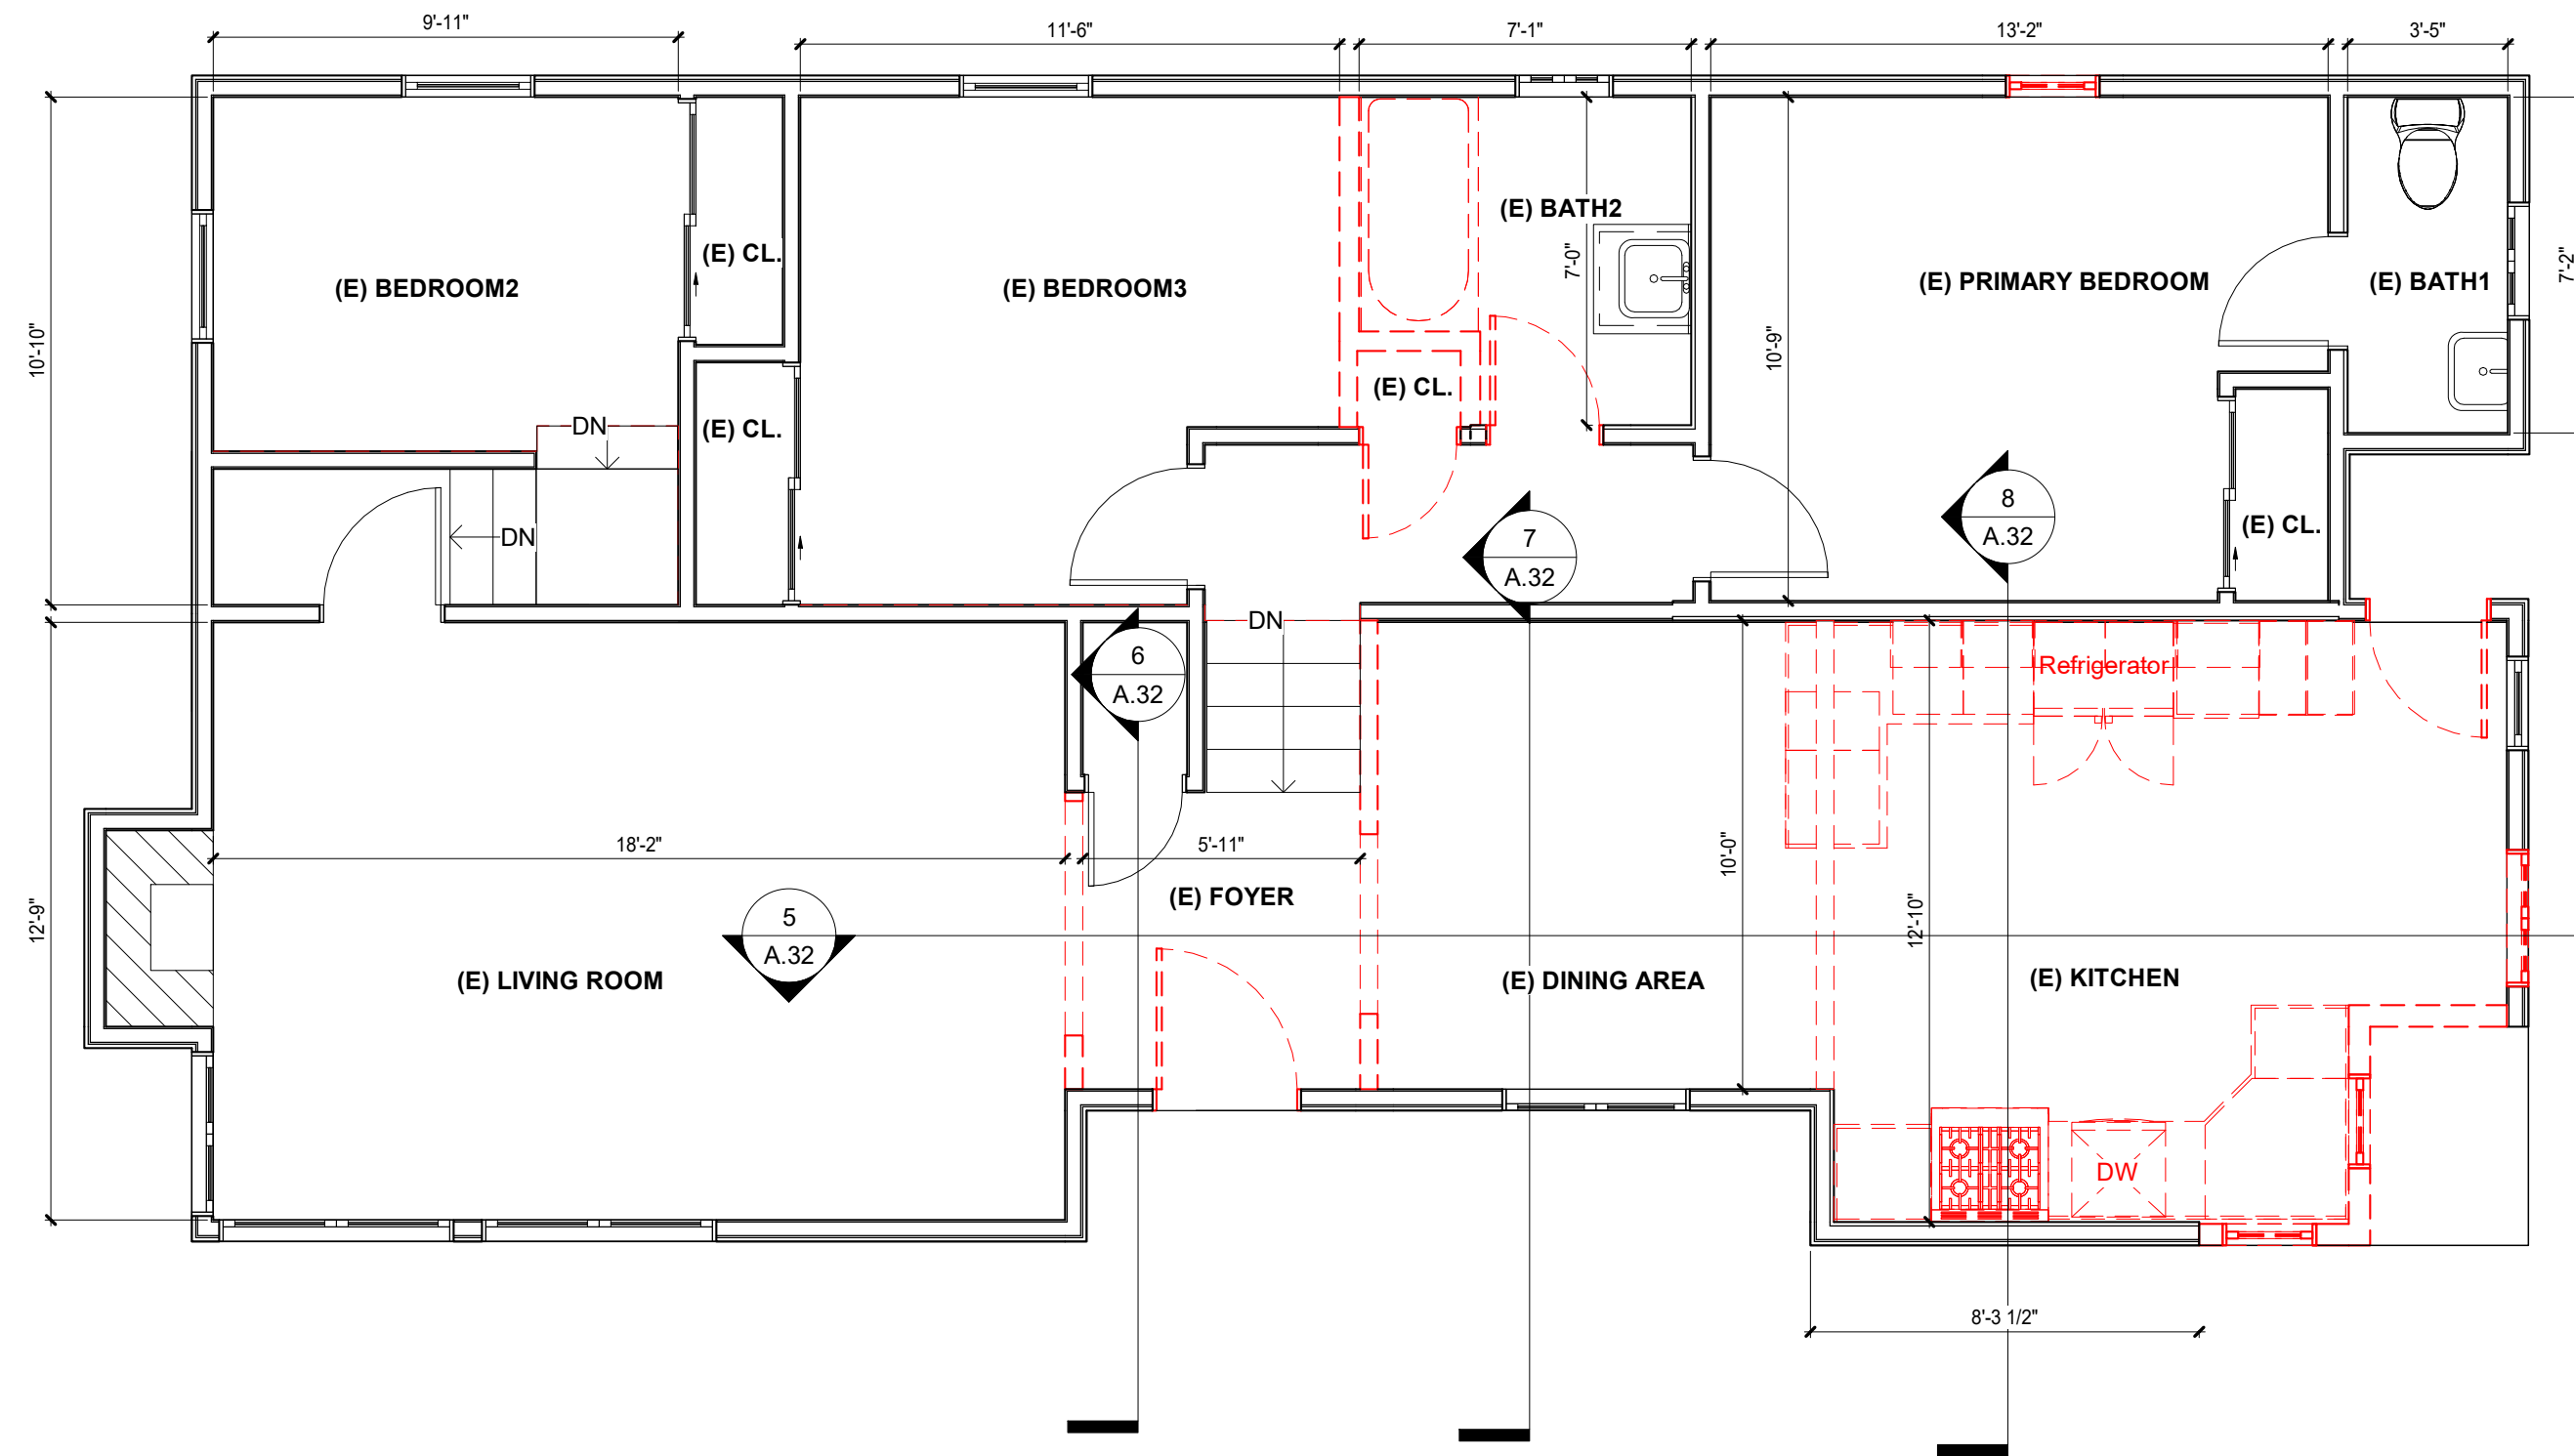 9'-11"
11'-6"
7'-1"
13'-2"
3'-5"
(E) BEDROOM2
(E) CL.
(E) BEDROOM3
(E) BATH2
7'-0"
(E) PRIMARY BEDROOM
(E) BATH1
7'-2"
10'-10"
10'-9"
(E) CL.
(E) CL.
DN
DN
7
A.32
8
A.32
(E) CL.
DN
6
A.32
Refrigerator
18'-2"
5'-11"
10'-0"
12'-10"
12'-9"
(E) FOYER
5
A.32
(E) LIVING ROOM
(E) DINING AREA
(E) KITCHEN
DW
8'-3 1/2"